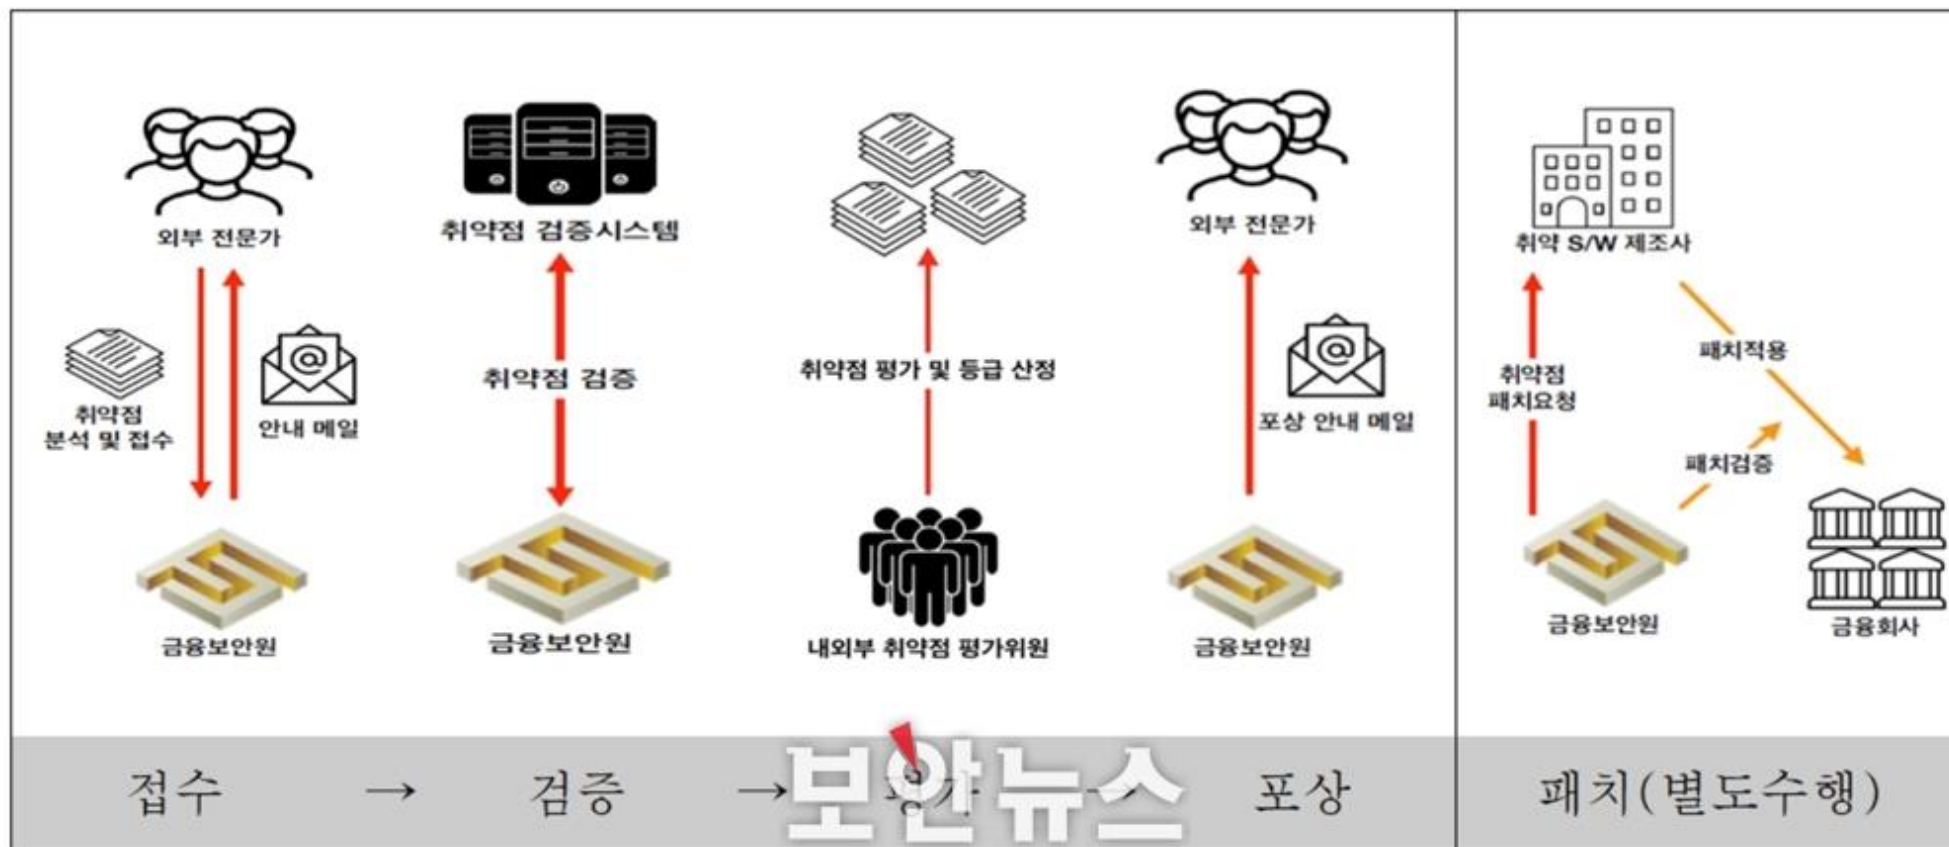 외부 전문가
취약점
분석 및 접수
안내 메일
금융보안원
취약점 검증시스템
취약점 검증
금융보안원
취약점 평가 및 등급 산정
내외부 취약점 평가위원
외부 전문가
포상 안내 메일
금융보안원
취약 S/W 제조사
취약점
패치요청
패치적용
패치검증
금융보안원
금융회사
접수 → 검증 → 평가 → 포상
패치(별도수행)
보안뉴스